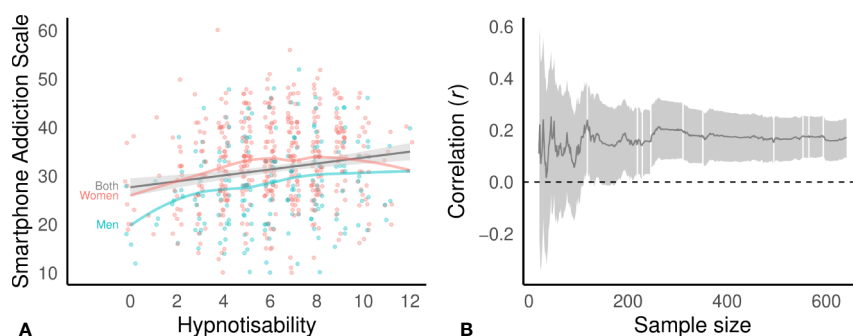 Smartphone Addiction Scale
60
50
40
30
20
10
Both
Women
Men
0 2 4 6 8 10 12
Hypnotisability
A
Correlation (r)
0.6
0.4
0.2
0.0
−0.2
0 200 400 600
Sample size
B